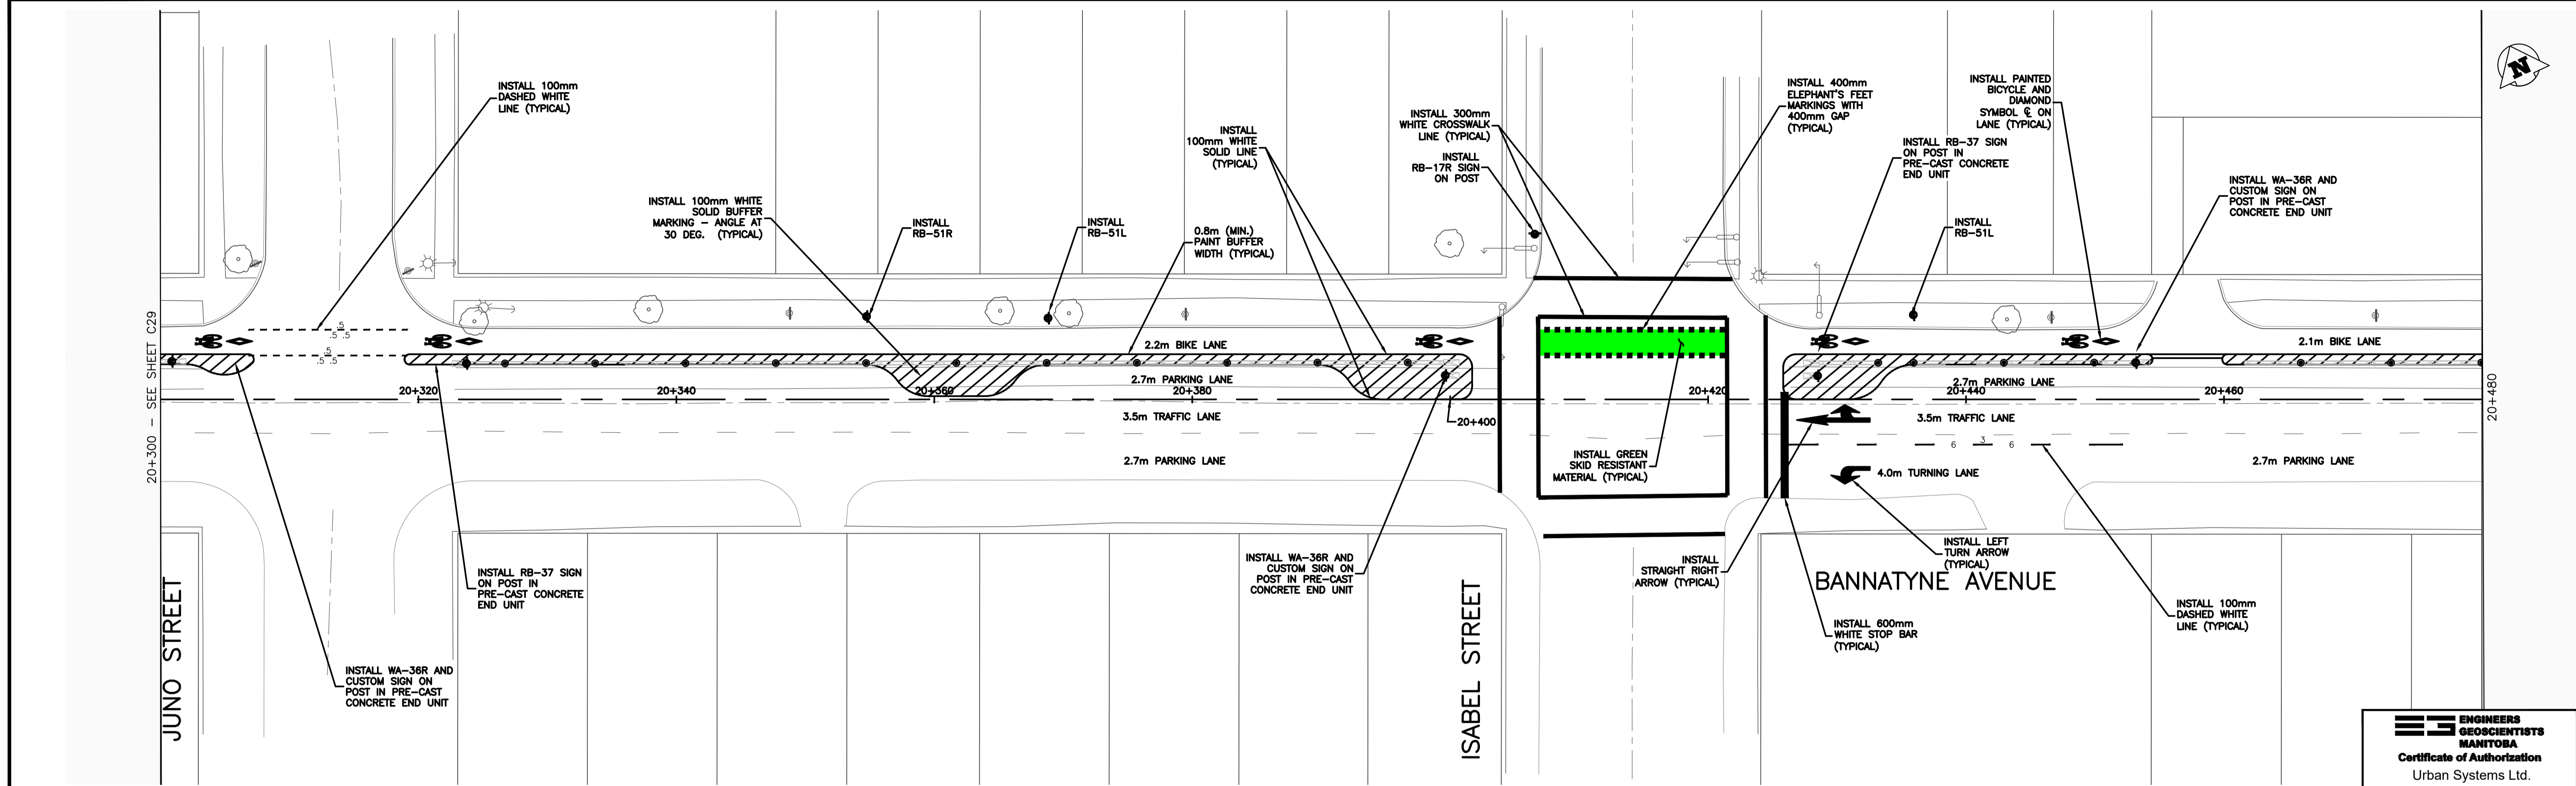 INSTALL 100mm
DASHED WHITE
LINE (TYPICAL)
INSTALL 100mm WHITE
SOLID BUFFER
MARKING – ANGLE AT
30 DEG. (TYPICAL)
INSTALL
RB-51R
INSTALL
RB-51L
0.8m (MIN.)
PAINT BUFFER
WIDTH (TYPICAL)
INSTALL
100mm WHITE
SOLID LINE
(TYPICAL)
INSTALL 300mm
WHITE CROSSWALK
LINE (TYPICAL)
INSTALL
RB-17R SIGN
ON POST
INSTALL 400mm
ELEPHANT'S FEET
MARKINGS WITH
400mm GAP
(TYPICAL)
INSTALL PAINTED
BICYCLE AND
DIAMOND
SYMBOL ℄ ON
LANE (TYPICAL)
INSTALL RB-37 SIGN
ON POST IN
PRE-CAST CONCRETE
END UNIT
INSTALL
RB-51L
INSTALL WA-36R AND
CUSTOM SIGN ON
POST IN PRE-CAST
CONCRETE END UNIT
N
20+300 – SEE SHEET C29
.5
.5 .5
.5
.5 .5
2.2m BIKE LANE
2.1m BIKE LANE
2.7m PARKING LANE
2.7m PARKING LANE
20+320
20+340
20+360
20+380
20+400
20+420
20+440
20+460
20+480
3.5m TRAFFIC LANE
3.5m TRAFFIC LANE
6 3 6
2.7m PARKING LANE
2.7m PARKING LANE
4.0m TURNING LANE
INSTALL GREEN
SKID RESISTANT
MATERIAL (TYPICAL)
INSTALL RB-37 SIGN
ON POST IN
PRE-CAST CONCRETE
END UNIT
INSTALL WA-36R AND
CUSTOM SIGN ON
POST IN PRE-CAST
CONCRETE END UNIT
INSTALL WA-36R AND
CUSTOM SIGN ON
POST IN PRE-CAST
CONCRETE END UNIT
INSTALL
STRAIGHT RIGHT
ARROW (TYPICAL)
INSTALL LEFT
TURN ARROW
(TYPICAL)
INSTALL 600mm
WHITE STOP BAR
(TYPICAL)
INSTALL 100mm
DASHED WHITE
LINE (TYPICAL)
JUNO STREET
ISABEL STREET
BANNATYNE AVENUE
ENGINEERS
GEOSCIENTISTS
MANITOBA
Certificate of Authorization
Urban Systems Ltd.